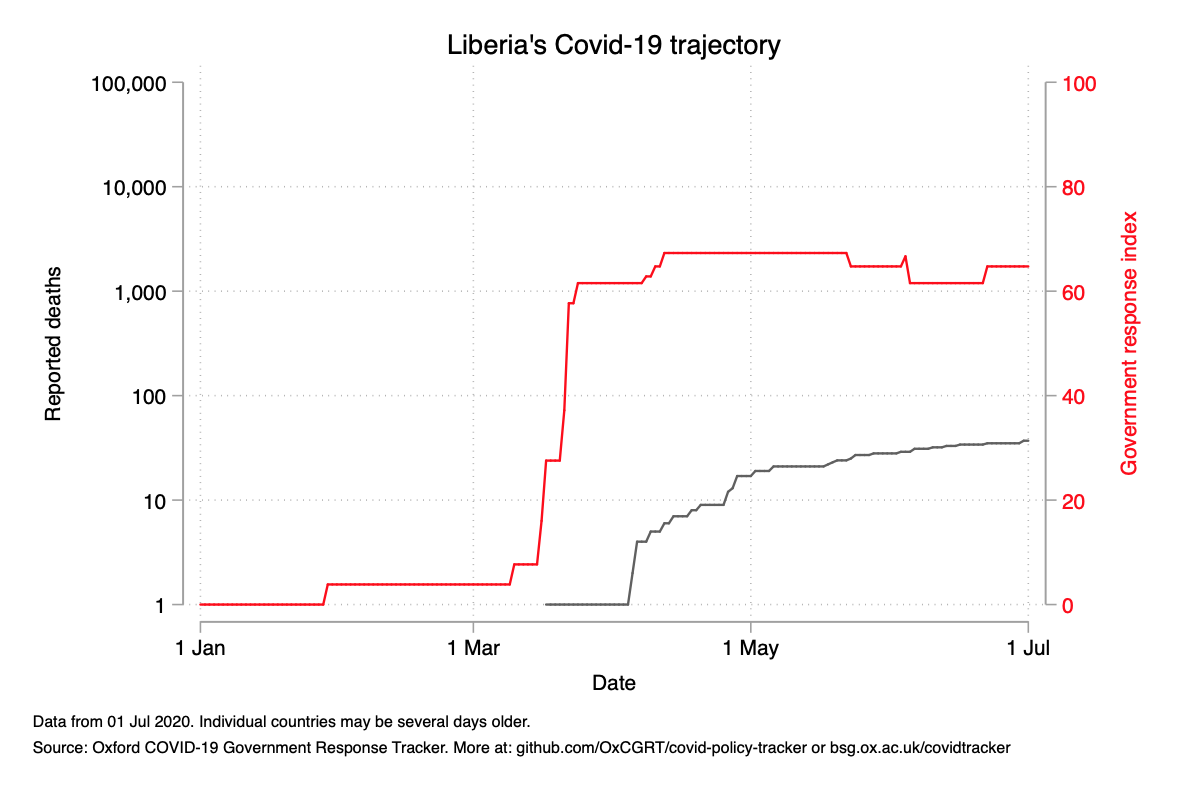 Liberia's Covid-19 trajectory
100,000
10,000
1,000
100
10
1
Reported deaths
100
80
60
40
20
0
Government response index
1 Jan
1 Mar
1 May
1 Jul
Date
Data from 01 Jul 2020. Individual countries may be several days older.
Source: Oxford COVID-19 Government Response Tracker. More at: github.com/OxCGRT/covid-policy-tracker or bsg.ox.ac.uk/covidtracker